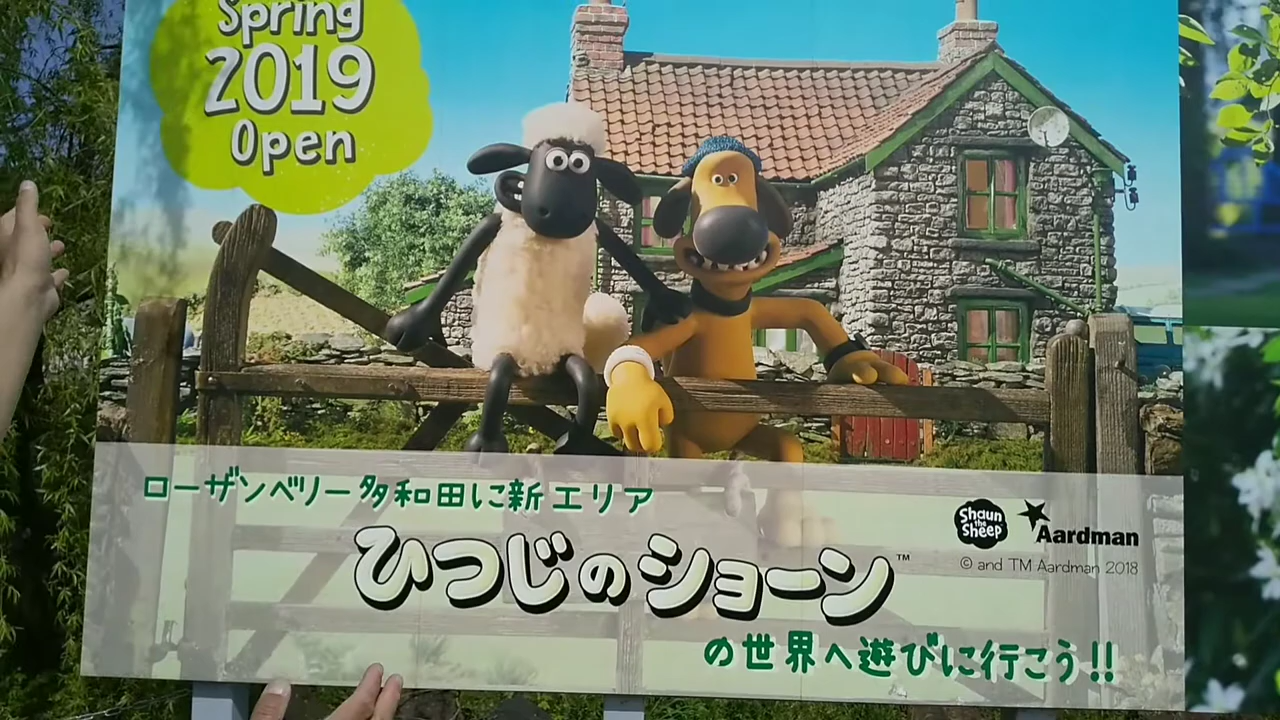 Spring
2019
Open
ローザンベリー多和田に新エリア
ひつじのショーン™
の世界へ遊びに行こう!!
Shaun
the
Sheep
Aardman
© and TM Aardman 2018